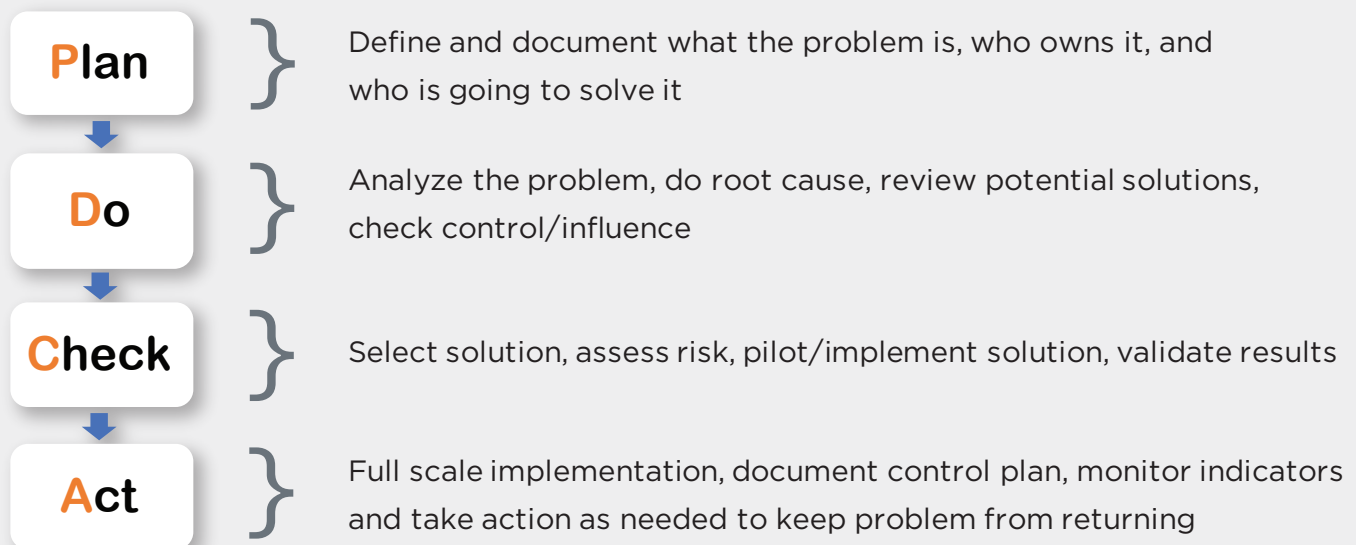 Plan
Define and document what the problem is, who owns it, and
who is going to solve it
Do
Analyze the problem, do root cause, review potential solutions,
check control/influence
Check
Select solution, assess risk, pilot/implement solution, validate results
Act
Full scale implementation, document control plan, monitor indicators
and take action as needed to keep problem from returning